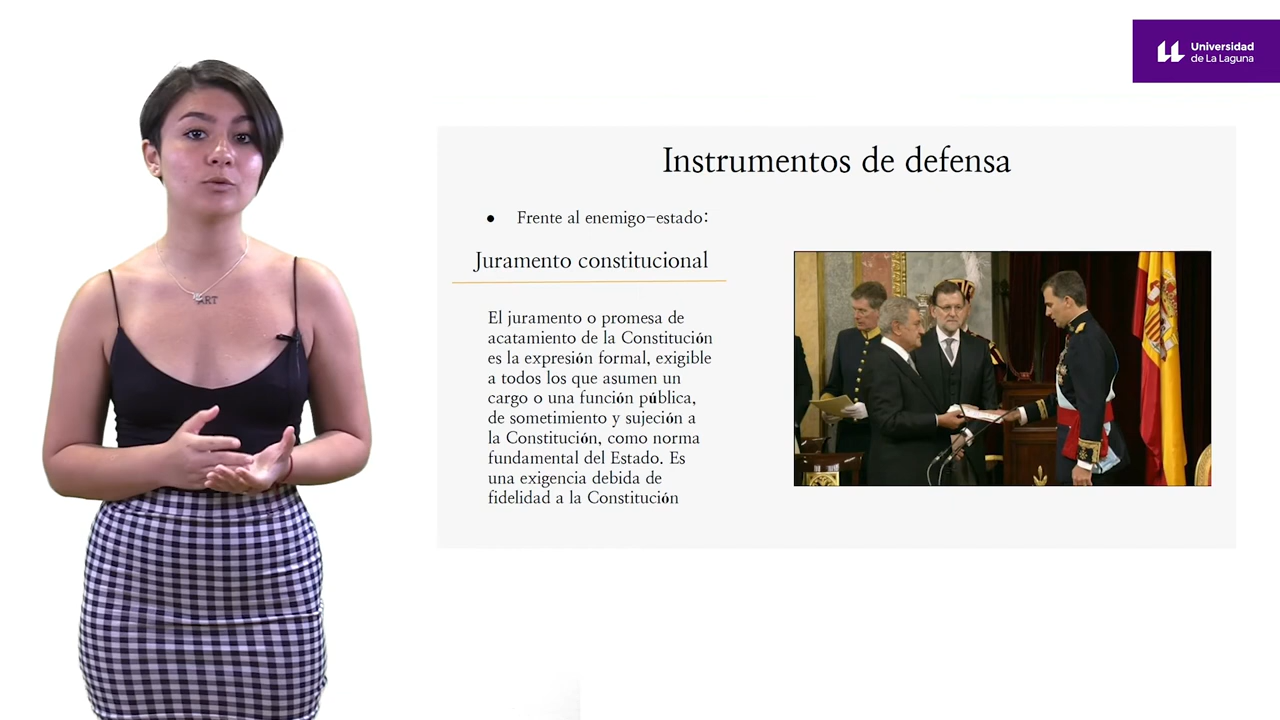 Universidad
de La Laguna
Instrumentos de defensa
● Frente al enemigo-estado:
Juramento constitucional
El juramento o promesa de
acatamiento de la Constitución
es la expresión formal, exigible
a todos los que asumen un
cargo o una función pública,
de sometimiento y sujeción a
la Constitución, como norma
fundamental del Estado. Es
una exigencia debida de
fidelidad a la Constitución
ART